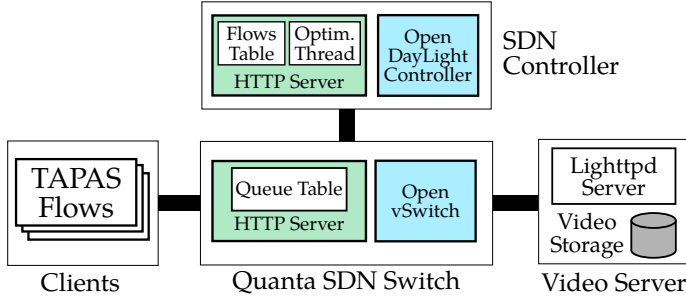 Flows
Table
Optim.
Thread
HTTP Server
Open
DayLight
Controller
SDN
Controller
TAPAS
Flows
Clients
Queue Table
HTTP Server
Open
vSwitch
Quanta SDN Switch
Lighttpd
Server
Video
Storage
Video Server